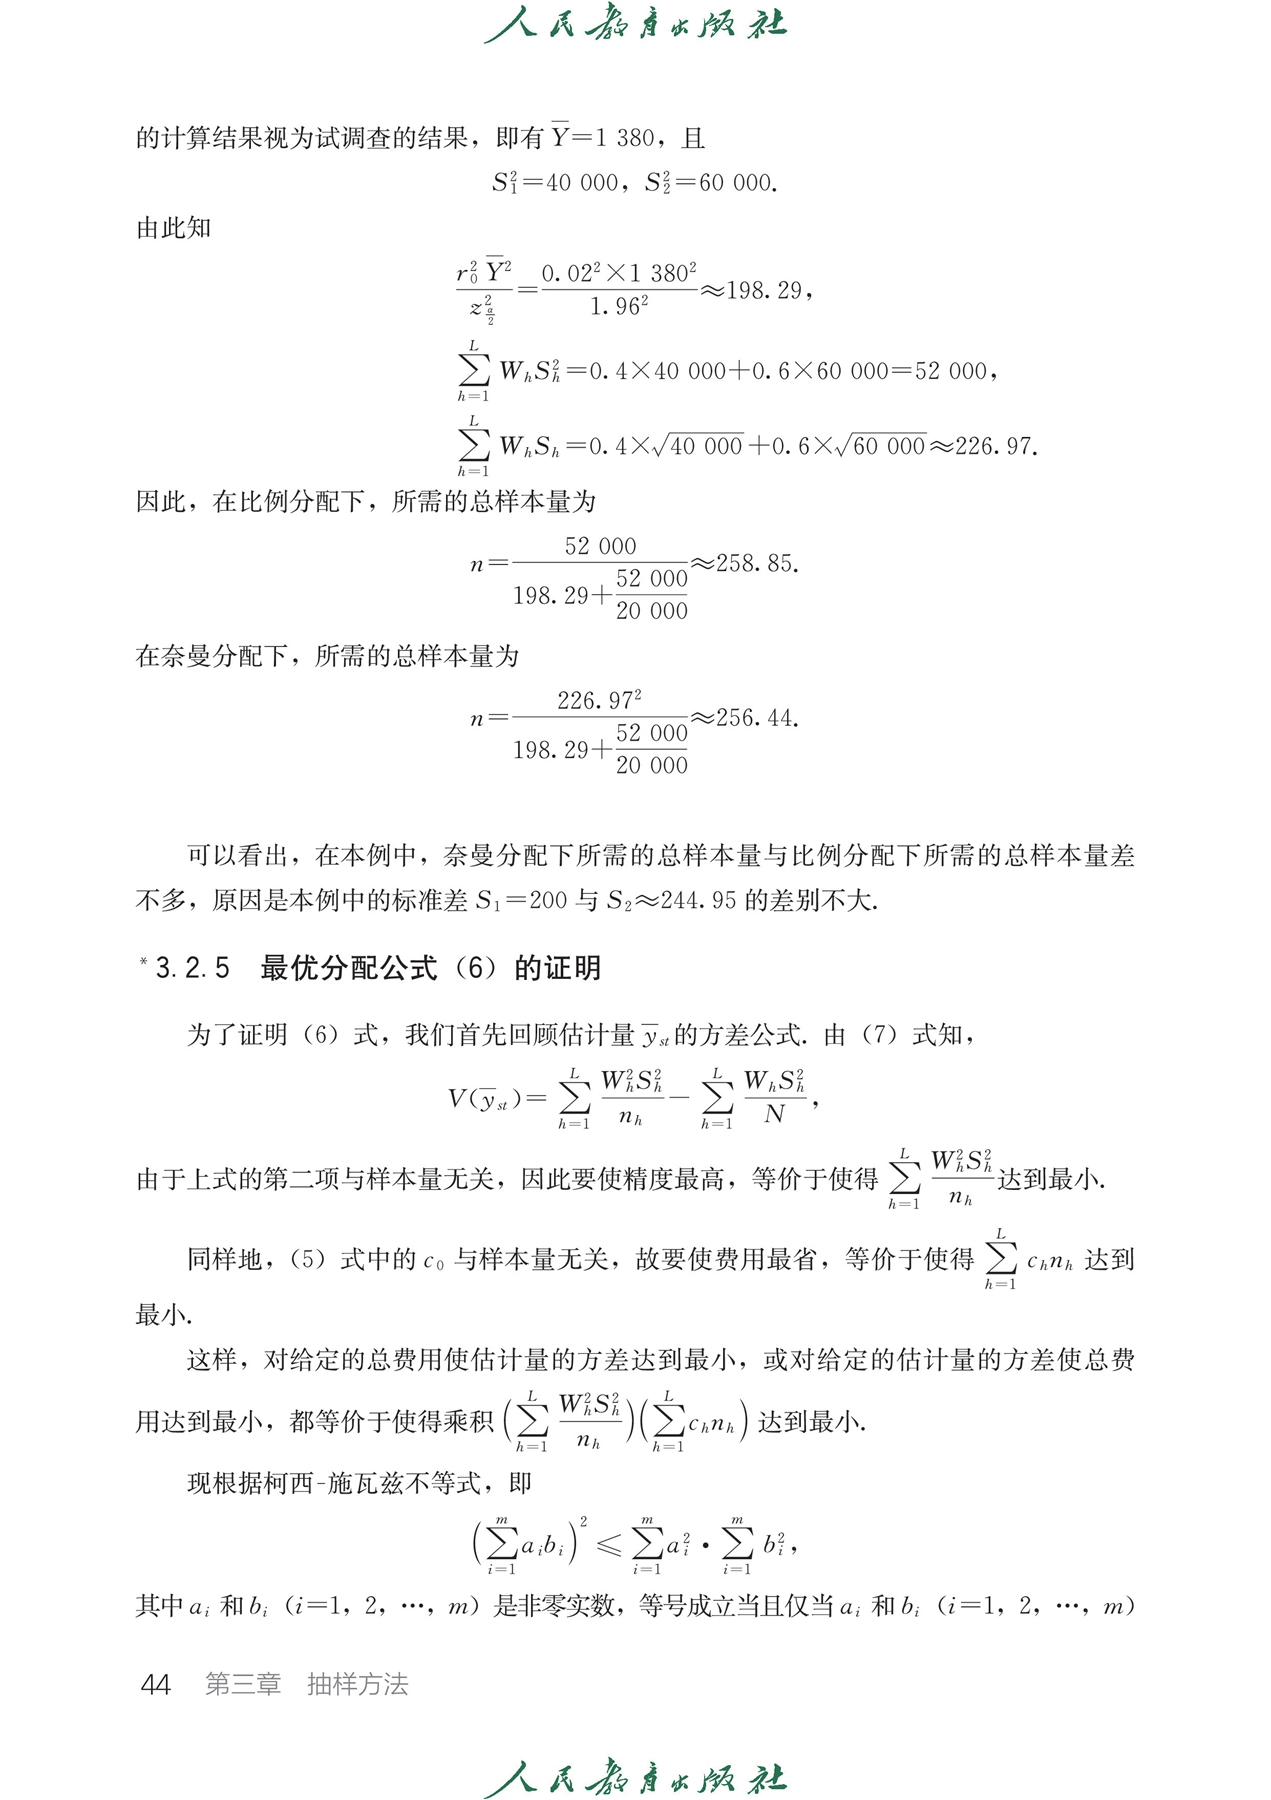 人民教育出版社
的计算结果视为试调查的结果，即有 $\overline{Y}$=1 380，且
$S_1^2$=40 000，$S_2^2$=60 000.
由此知
$\frac{r_0^2\overline{Y}^2}{z_{\frac{\alpha}{2}}^2}=\frac{0.02^2×1\ 380^2}{1.96^2}$≈198.29，
$\sum_{h=1}^{L}W_hS_h^2$=0.4×40 000+0.6×60 000=52 000，
$\sum_{h=1}^{L}W_hS_h=0.4×\sqrt{40\ 000}+0.6×\sqrt{60\ 000}$≈226.97.
因此，在比例分配下，所需的总样本量为
$n=\frac{52\ 000}{198.29+\frac{52\ 000}{20\ 000}}$≈258.85.
在奈曼分配下，所需的总样本量为
$n=\frac{226.97^2}{198.29+\frac{52\ 000}{20\ 000}}$≈256.44.
可以看出，在本例中，奈曼分配下所需的总样本量与比例分配下所需的总样本量差
不多，原因是本例中的标准差 $S_1$=200 与 $S_2$≈244.95 的差别不大.
*3.2.5 最优分配公式（6）的证明
为了证明（6）式，我们首先回顾估计量 $\overline{y}_{st}$ 的方差公式. 由（7）式知，
$V(\overline{y}_{st})=\sum_{h=1}^{L}\frac{W_h^2S_h^2}{n_h}-\sum_{h=1}^{L}\frac{W_hS_h^2}{N}$，
由于上式的第二项与样本量无关，因此要使精度最高，等价于使得 $\sum_{h=1}^{L}\frac{W_h^2S_h^2}{n_h}$ 达到最小.
同样地，（5）式中的 $c_0$ 与样本量无关，故要使费用最省，等价于使得 $\sum_{h=1}^{L}c_hn_h$ 达到
最小.
这样，对给定的总费用使估计量的方差达到最小，或对给定的估计量的方差使总费
用达到最小，都等价于使得乘积 $\left(\sum_{h=1}^{L}\frac{W_h^2S_h^2}{n_h}\right)\left(\sum_{h=1}^{L}c_hn_h\right)$ 达到最小.
现根据柯西-施瓦兹不等式，即
$\left(\sum_{i=1}^{m}a_ib_i\right)^2≤\sum_{i=1}^{m}a_i^2·\sum_{i=1}^{m}b_i^2$，
其中 $a_i$ 和 $b_i$（i=1，2，…，m）是非零实数，等号成立当且仅当 $a_i$ 和 $b_i$（i=1，2，…，m）
44 第三章 抽样方法
人民教育出版社